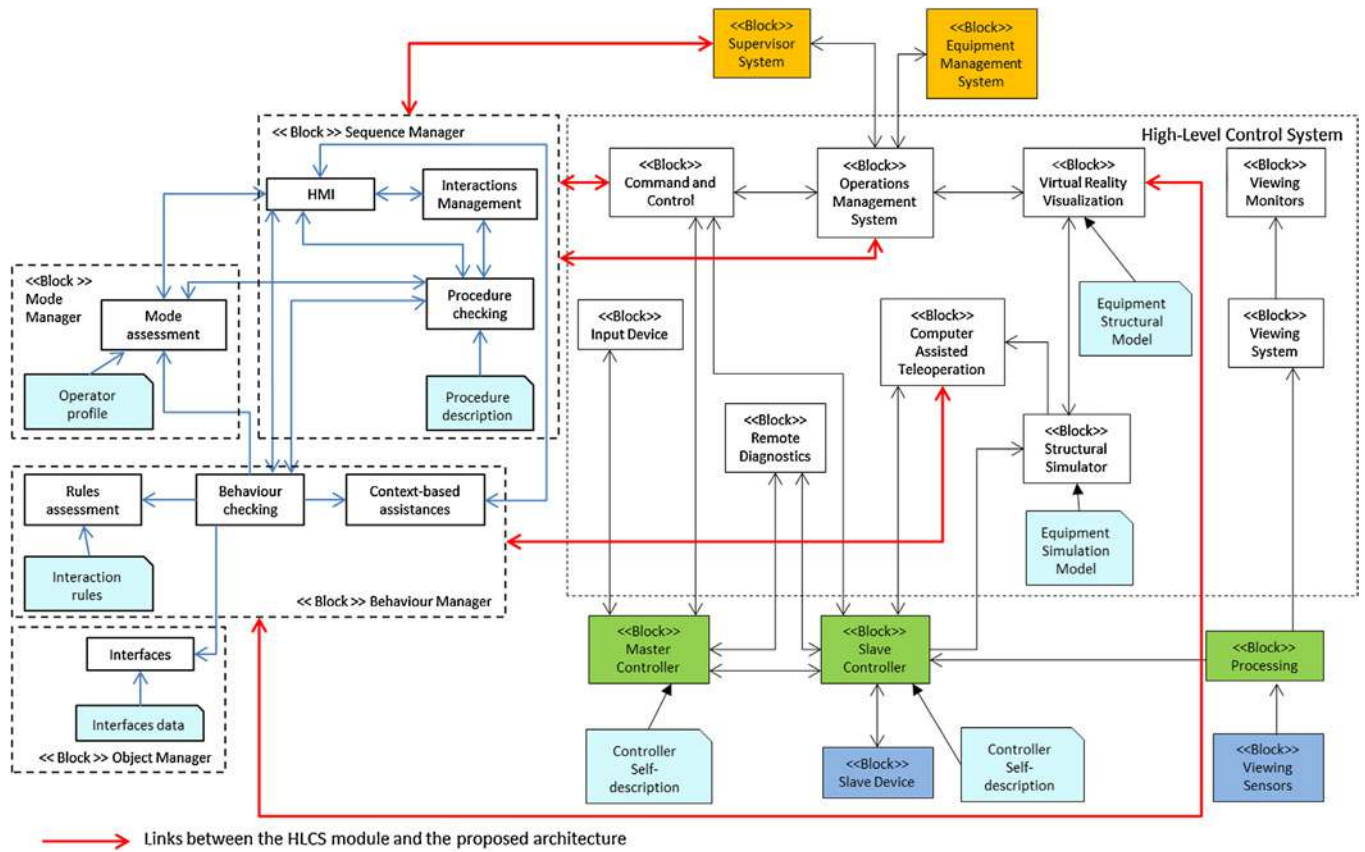 <<Block>>
Supervisor
System
<<Block>>
Equipment
Management
System
<< Block >> Sequence Manager
HMI
Interactions
Management
Procedure
checking
Procedure
description
<<Block >>
Mode
Manager
Mode
assessment
Operator
profile
Rules
assessment
Behaviour
checking
Context-based
assistances
Interaction
rules
<< Block >> Behaviour Manager
Interfaces
Interfaces data
<< Block >> Object Manager
High-Level Control System
<<Block>>
Command and
Control
<<Block>>
Operations
Management
System
<<Block>>
Virtual Reality
Visualization
<<Block>>
Viewing
Monitors
<<Block>>
Input Device
<<Block>>
Computer
Assisted
Teleoperation
Equipment
Structural
Model
<<Block>>
Viewing
System
<<Block>>
Remote
Diagnostics
<<Block>>
Structural
Simulator
Equipment
Simulation
Model
<<Block>>
Master
Controller
<<Block>>
Slave
Controller
<<Block>>
Processing
Controller
Self-
description
<<Block>>
Slave Device
Controller
Self-
description
<<Block>>
Viewing
Sensors
Links between the HLCS module and the proposed architecture